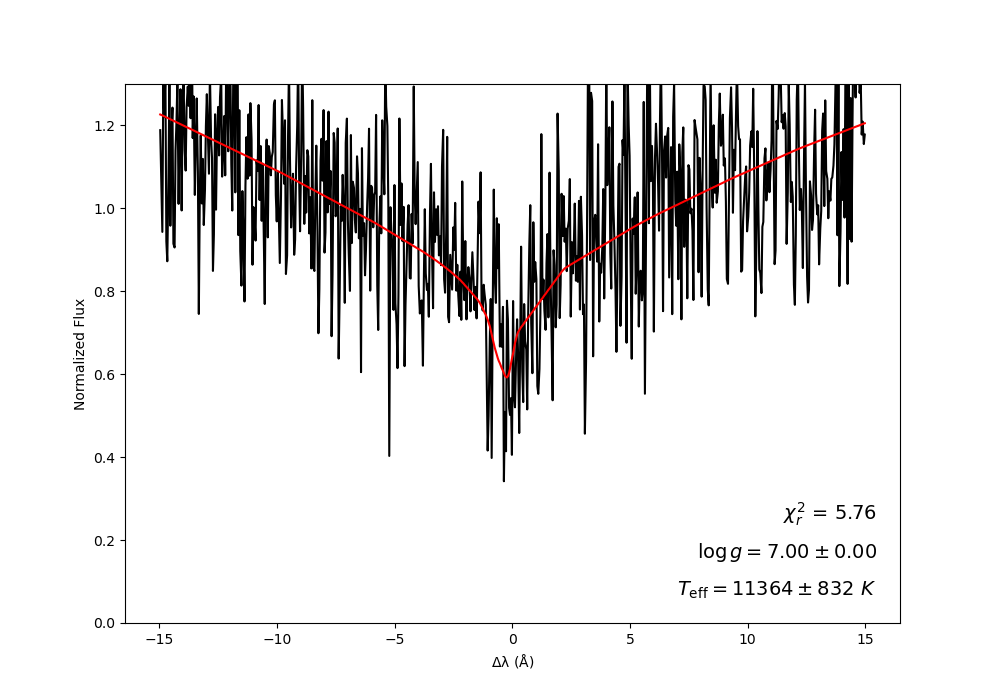 1.2
1.0
0.8
0.6
0.4
0.2
0.0
Normalized Flux
χ²ᵣ = 5.76
log g = 7.00 ± 0.00
T_eff = 11364 ± 832 K
−15 −10 −5 0 5 10 15
Δλ (Å)